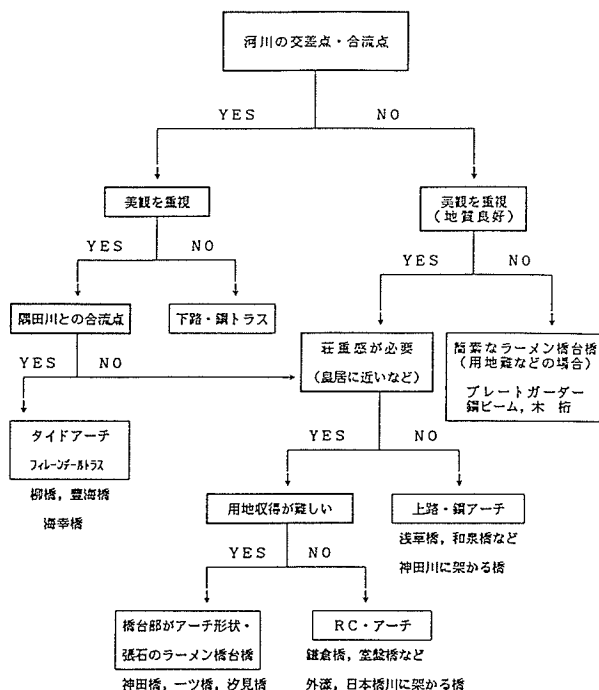 河川の交差点・合流点
YES NO
美観を重視
美観を重視
(地質良好)
YES NO
YES NO
隅田川との合流点
下路・鋼トラス
荘重感が必要
(皇居に近いなど)
簡素なラーメン橋台橋
(用地難などの場合)
プレートガーダー
鋼ビーム，木 桁
YES NO
タイドアーチ
フィレーンデールトラス
柳橋，豊海橋
海幸橋
YES NO
用地収得が難しい
上路・鋼アーチ
浅草橋，和泉橋など
神田川に架かる橋
YES NO
橋台部がアーチ形状・
張石のラーメン橋台橋
神田橋，一ツ橋，汐見橋
RC・アーチ
鎌倉橋，常盤橋など
外濠，日本橋川に架かる橋